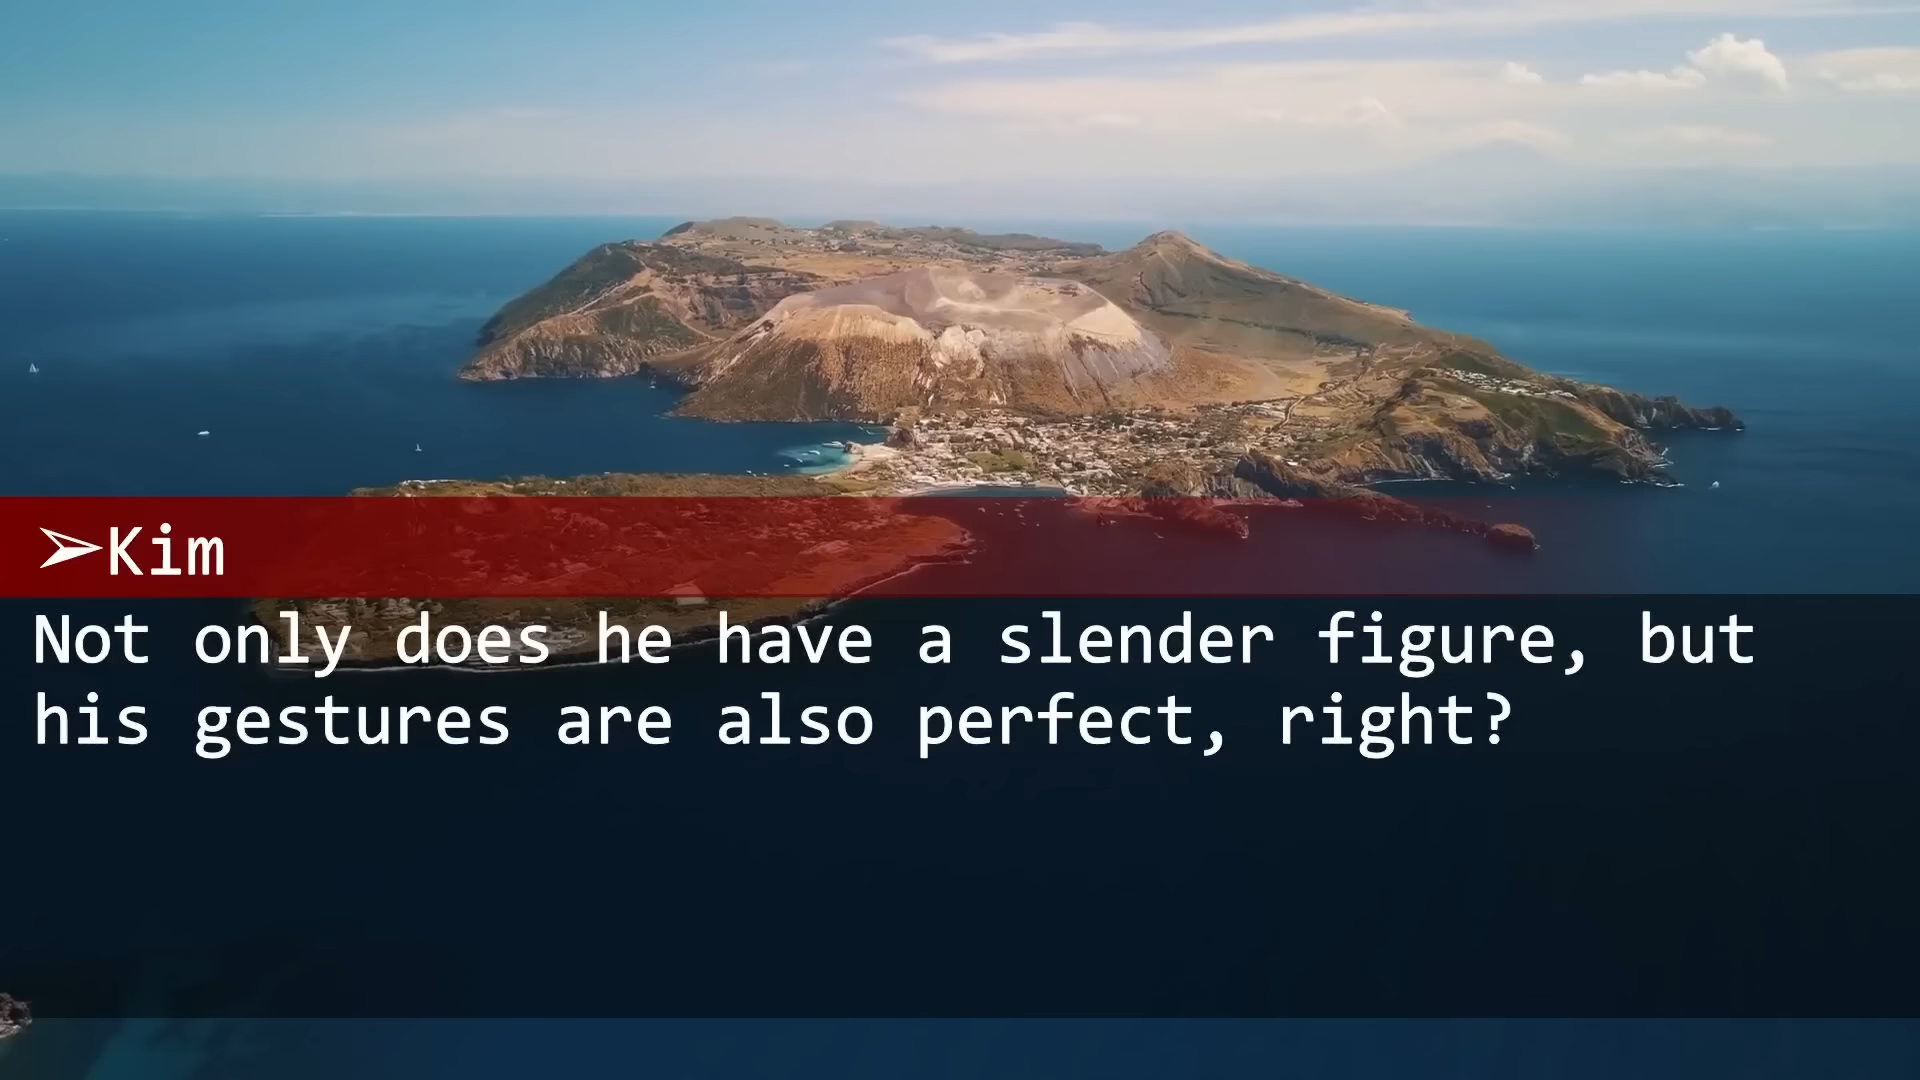 ➢Kim
Not only does he have a slender figure, but
his gestures are also perfect, right?